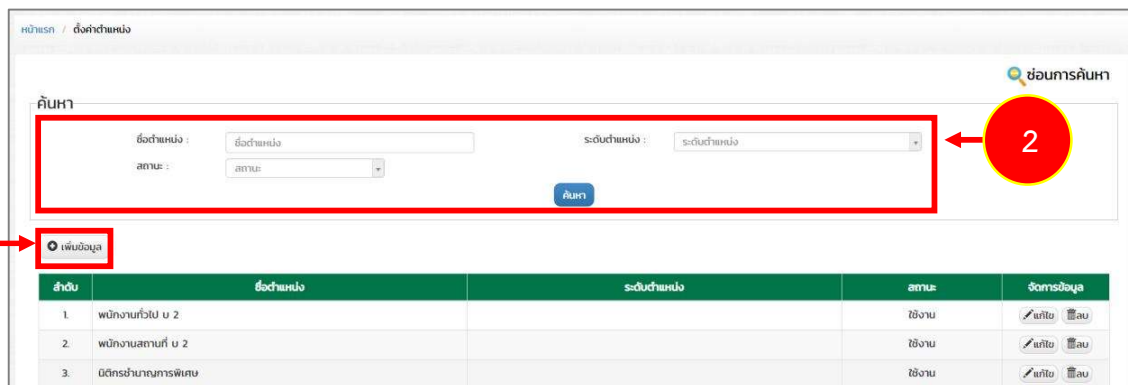 หน้าแรก / ตั้งค่าตำแหน่ง
ซ่อนการค้นหา
ค้นหา
ชื่อตำแหน่ง : ชื่อตำแหน่ง ระดับตำแหน่ง : ระดับตำแหน่ง
2
สถานะ : สถานะ
ค้นหา
เพิ่มข้อมูล
ลำดับ ชื่อตำแหน่ง ระดับตำแหน่ง สถานะ จัดการข้อมูล
1. พนักงานทั่วไป บ 2 ใช้งาน แก้ไข ลบ
2. พนักงานสถานที่ บ 2 ใช้งาน แก้ไข ลบ
3. นิติกรชำนาญการพิเศษ ใช้งาน แก้ไข ลบ